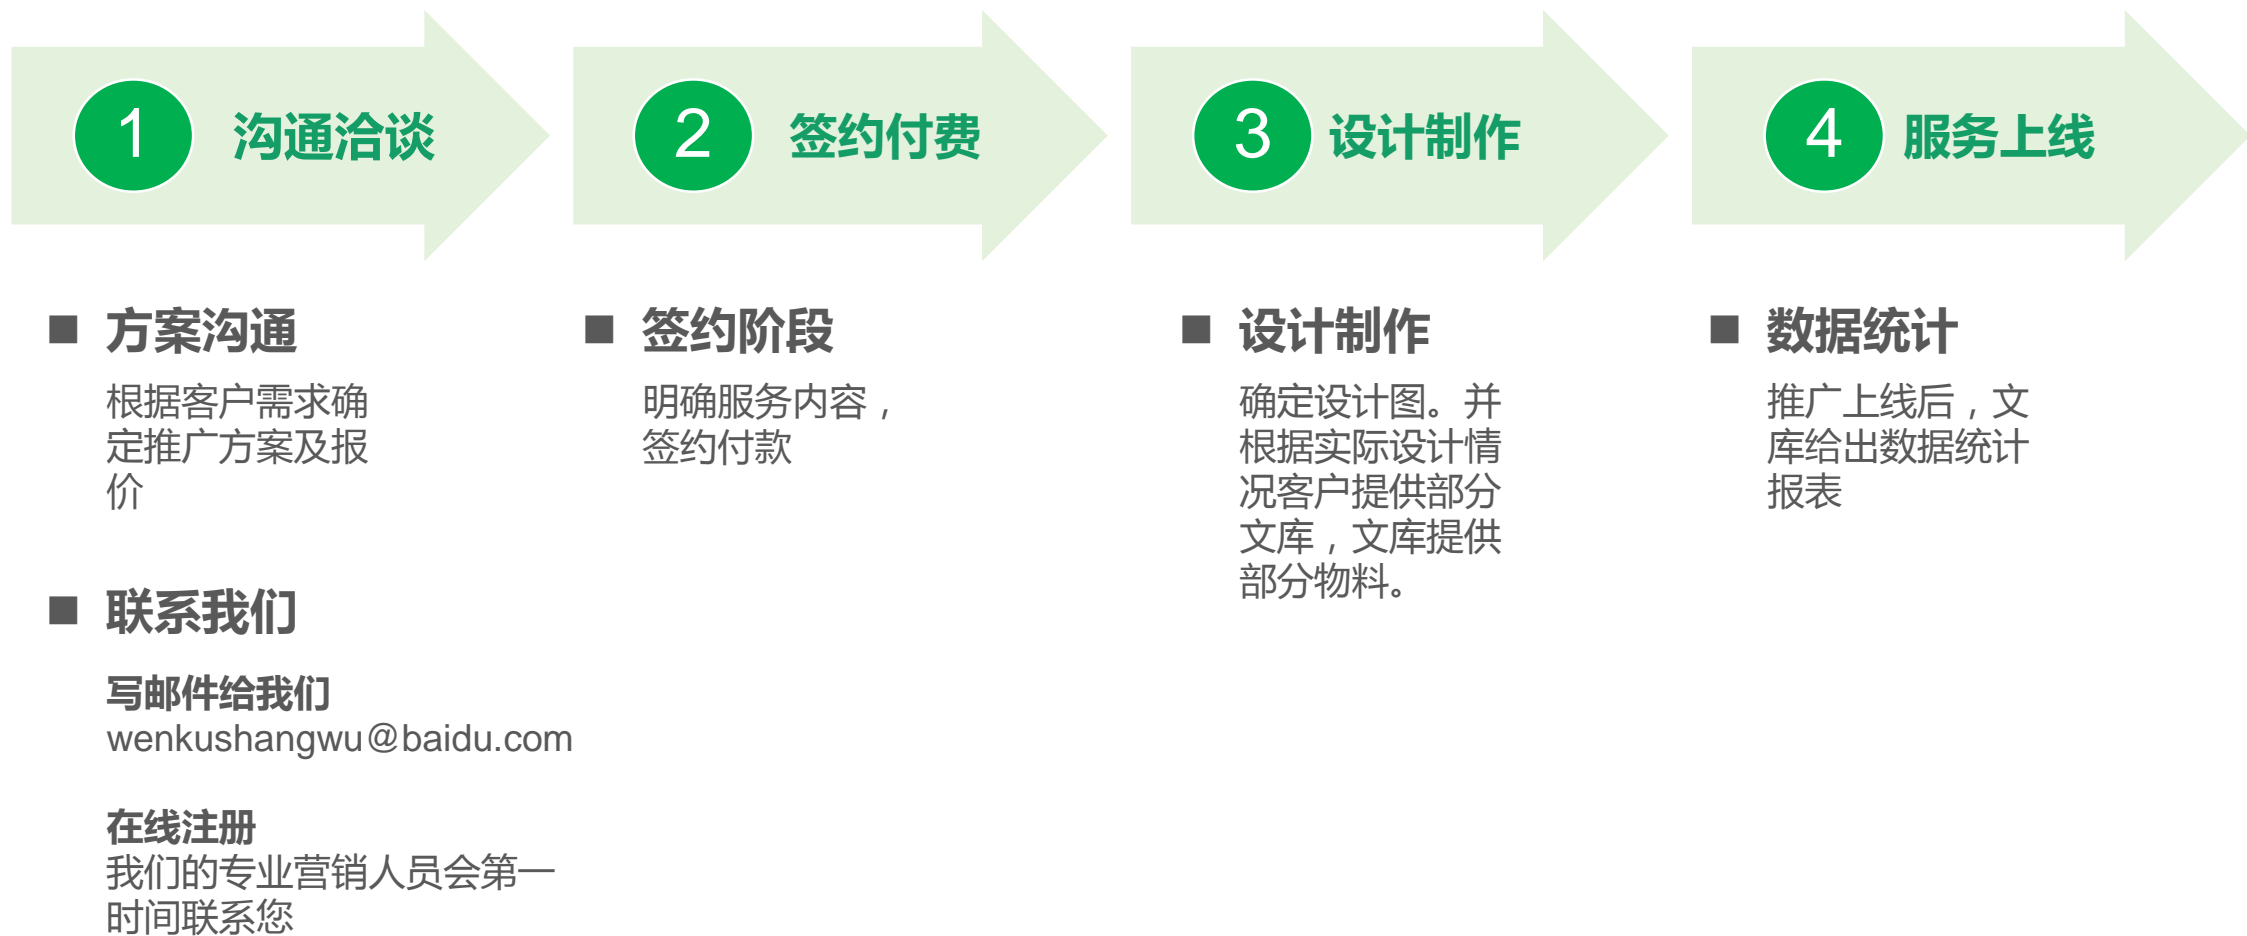 1 沟通洽谈
2 签约付费
3 设计制作
4 服务上线
■ 方案沟通
根据客户需求确
定推广方案及报
价
■ 联系我们
写邮件给我们
wenkushangwu@baidu.com
在线注册
我们的专业营销人员会第一
时间联系您
■ 签约阶段
明确服务内容，
签约付款
■ 设计制作
确定设计图。并
根据实际设计情
况客户提供部分
文库，文库提供
部分物料。
■ 数据统计
推广上线后，文
库给出数据统计
报表